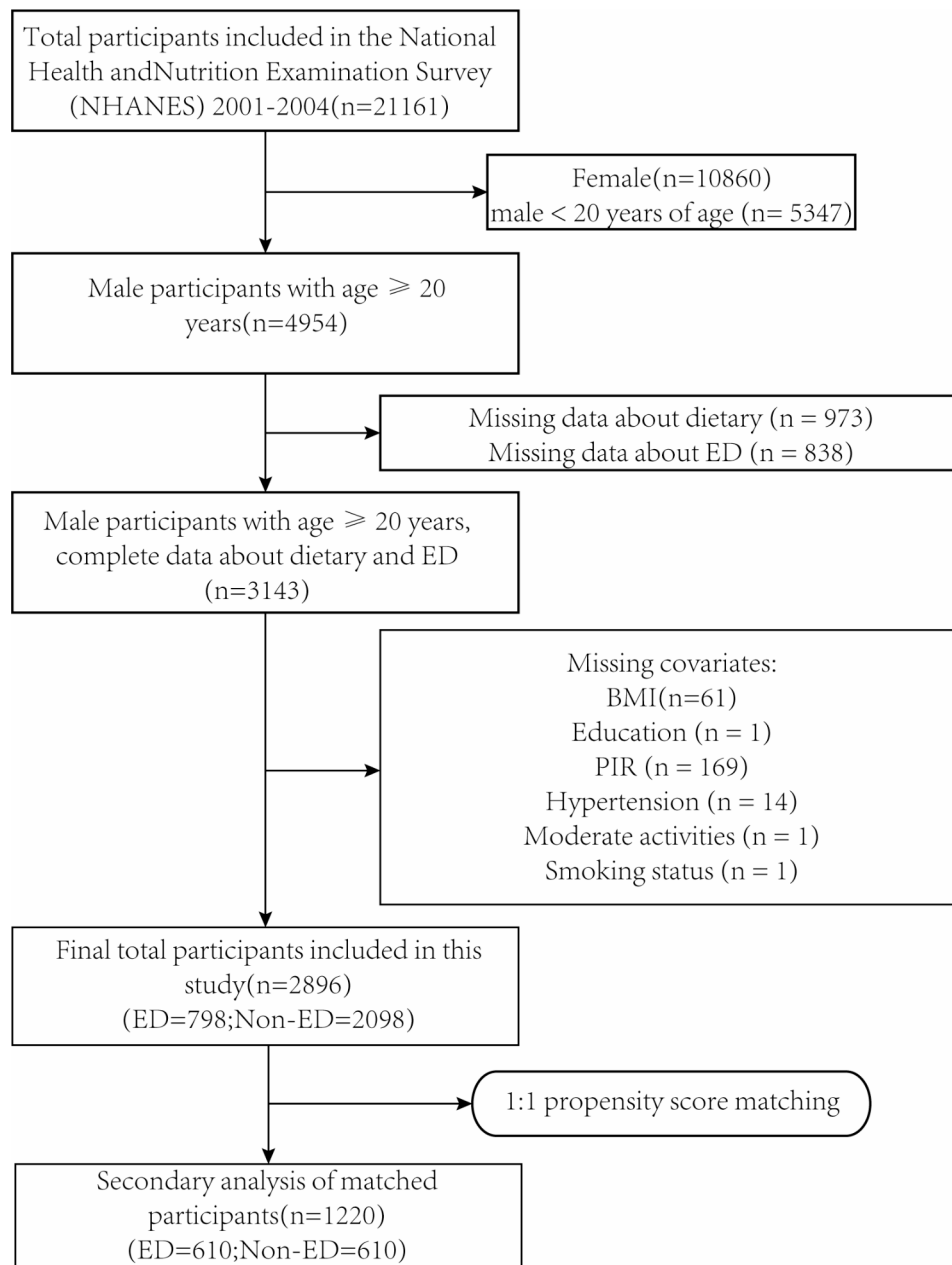 Total participants included in the National
Health andNutrition Examination Survey
(NHANES) 2001-2004(n=21161)
Female(n=10860)
male < 20 years of age (n= 5347)
Male participants with age ⩾ 20
years(n=4954)
Missing data about dietary (n = 973)
Missing data about ED (n = 838)
Male participants with age ⩾ 20 years,
complete data about dietary and ED
(n=3143)
Missing covariates:
BMI(n=61)
Education (n = 1)
PIR (n = 169)
Hypertension (n = 14)
Moderate activities (n = 1)
Smoking status (n = 1)
Final total participants included in this
study(n=2896)
(ED=798;Non-ED=2098)
1:1 propensity score matching
Secondary analysis of matched
participants(n=1220)
(ED=610;Non-ED=610)